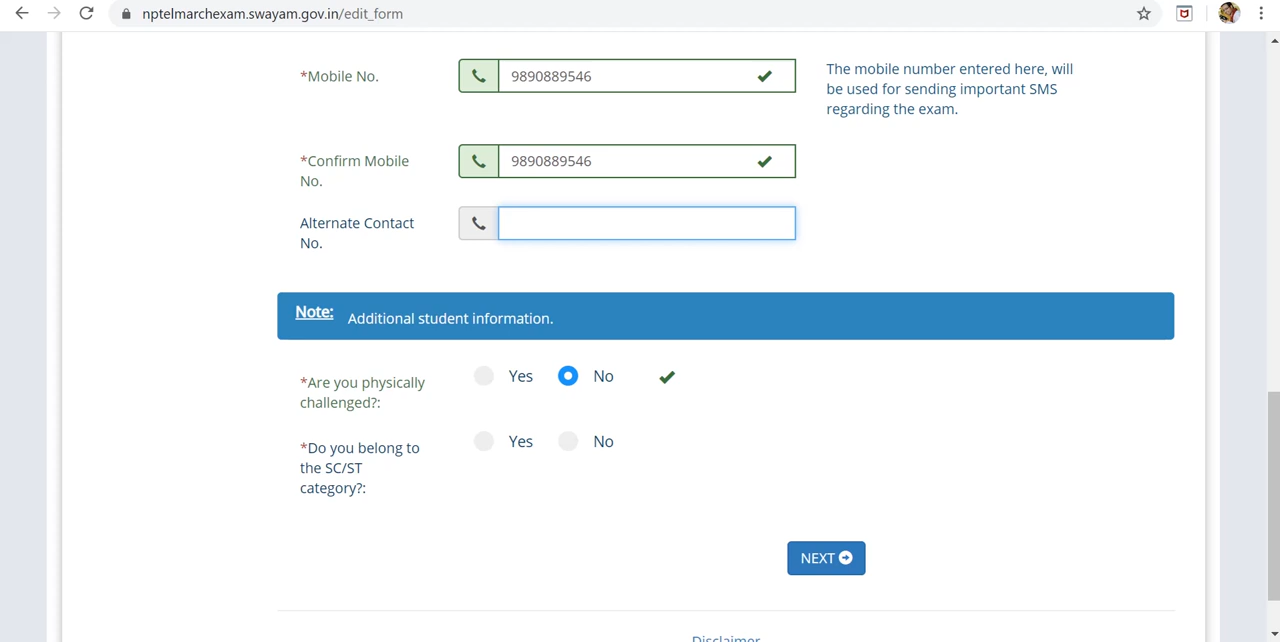 nptelmarchexam.swayam.gov.in/edit_form
*Mobile No.
9890889546
The mobile number entered here, will
be used for sending important SMS
regarding the exam.
*Confirm Mobile
No.
9890889546
Alternate Contact
No.
Note: Additional student information.
*Are you physically
challenged?:
Yes No
*Do you belong to
the SC/ST
category?:
Yes No
NEXT
Disclaimer